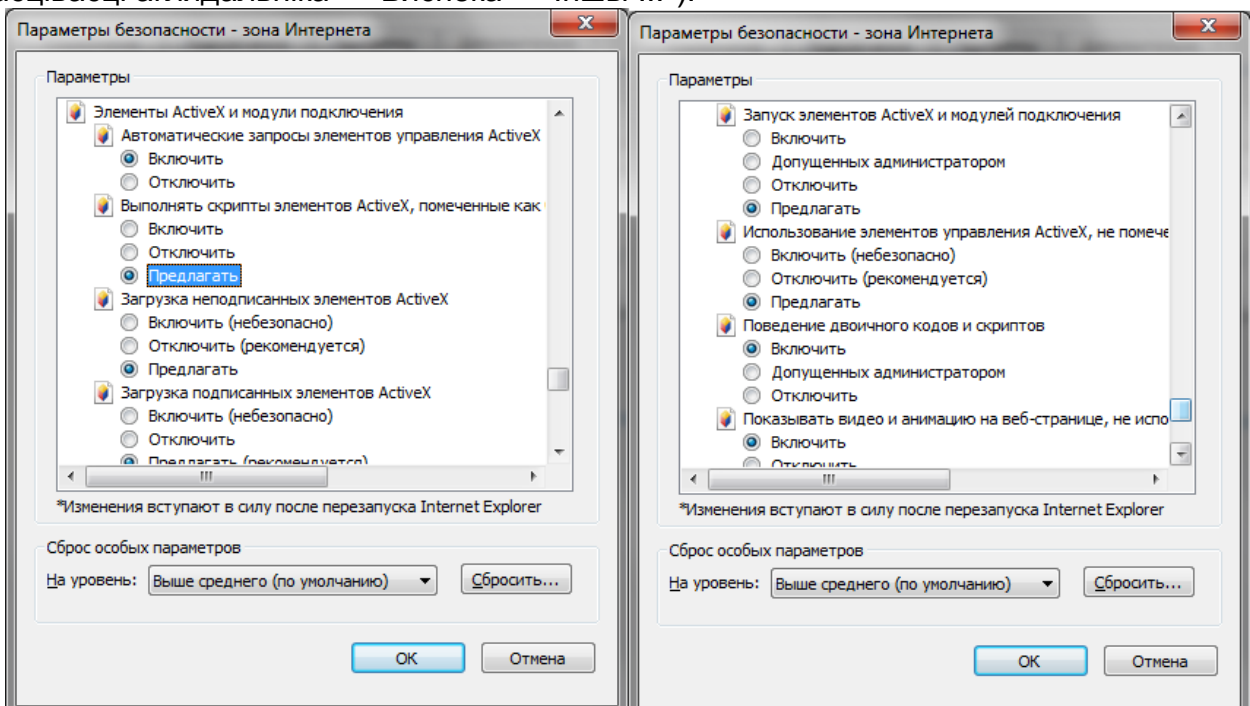 Параметры безопасности - зона Интернета
Параметры
Элементы ActiveX и модули подключения
Автоматические запросы элементов управления ActiveX
Включить
Отключить
Выполнять скрипты элементов ActiveX, помеченные как
Включить
Отключить
Предлагать
Загрузка неподписанных элементов ActiveX
Включить (небезопасно)
Отключить (рекомендуется)
Предлагать
Загрузка подписанных элементов ActiveX
Включить (небезопасно)
Отключить
Предлагать (рекомендуется)
*Изменения вступают в силу после перезапуска Internet Explorer
Сброс особых параметров
На уровень: Выше среднего (по умолчанию) Сбросить...
OK Отмена
Параметры безопасности - зона Интернета
Параметры
Запуск элементов ActiveX и модулей подключения
Включить
Допущенных администратором
Отключить
Предлагать
Использование элементов управления ActiveX, не помече
Включить (небезопасно)
Отключить (рекомендуется)
Предлагать
Поведение двоичного кодов и скриптов
Включить
Допущенных администратором
Отключить
Показывать видео и анимацию на веб-странице, не испо
Включить
Отключить
*Изменения вступают в силу после перезапуска Internet Explorer
Сброс особых параметров
На уровень: Выше среднего (по умолчанию) Сбросить...
OK Отмена